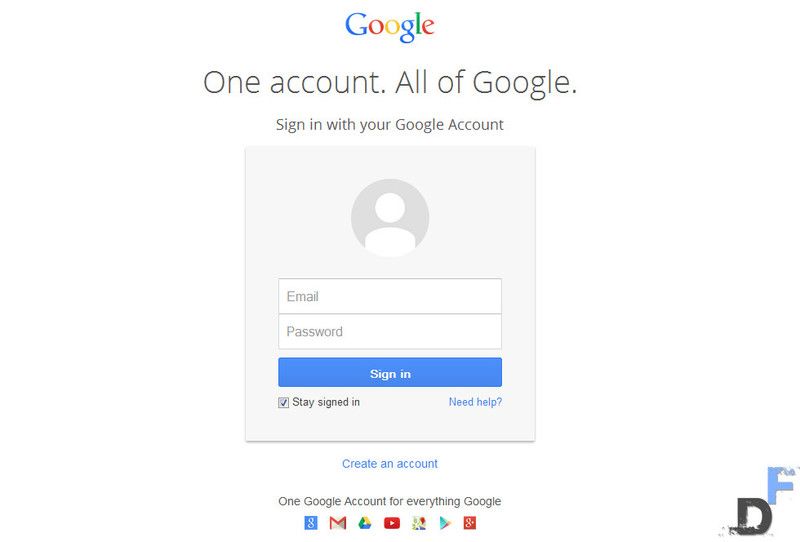 Google
One account. All of Google.
Sign in with your Google Account
Email
Password
Sign in
Stay signed in Need help?
Create an account
One Google Account for everything Google
DF